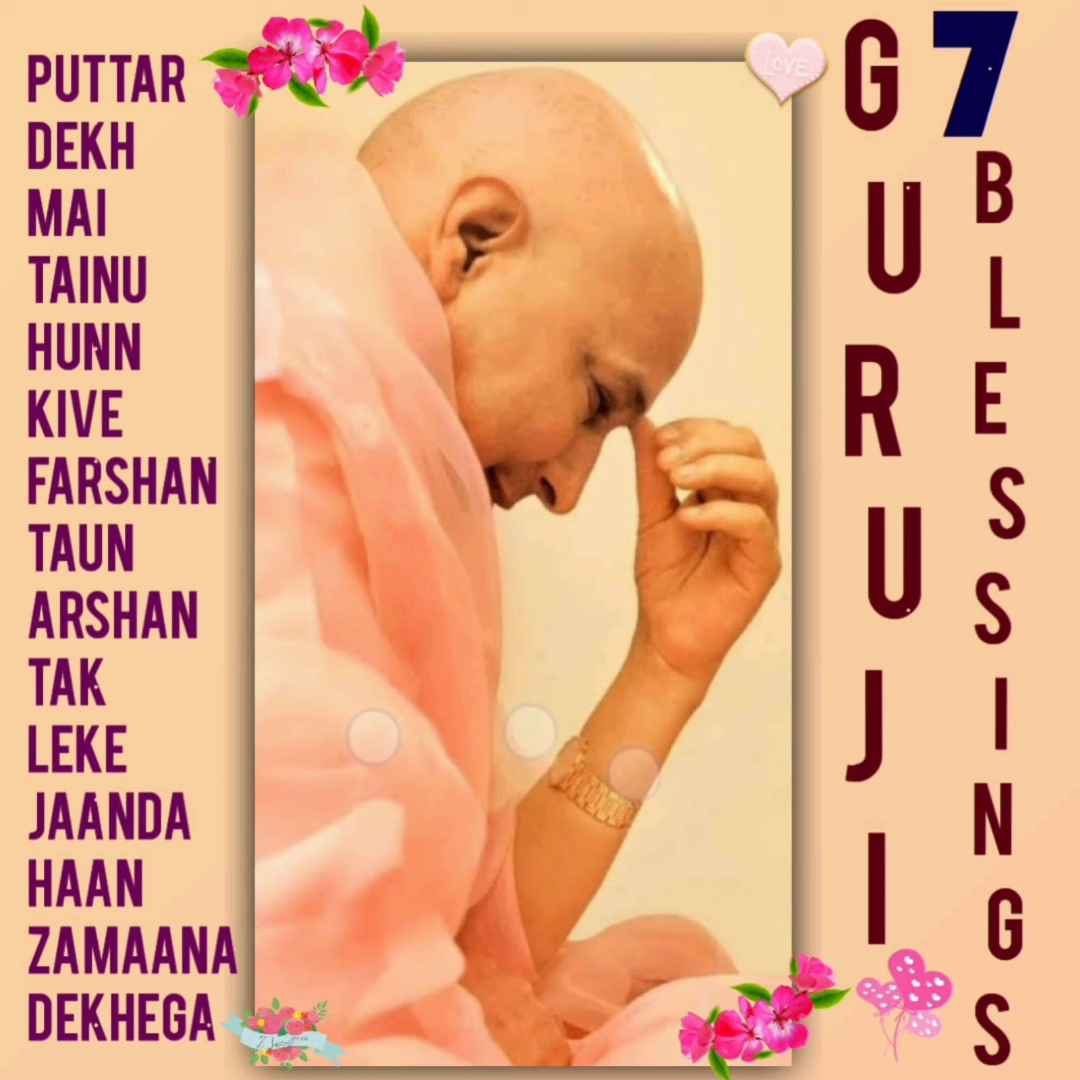 PUTTAR
DEKH
MAI
TAINU
HUNN
KIVE
FARSHAN
TAUN
ARSHAN
TAK
LEKE
JAANDA
HAAN
ZAMAANA
DEKHEGA
LOVE
GURUJI
7
BLESSINGS